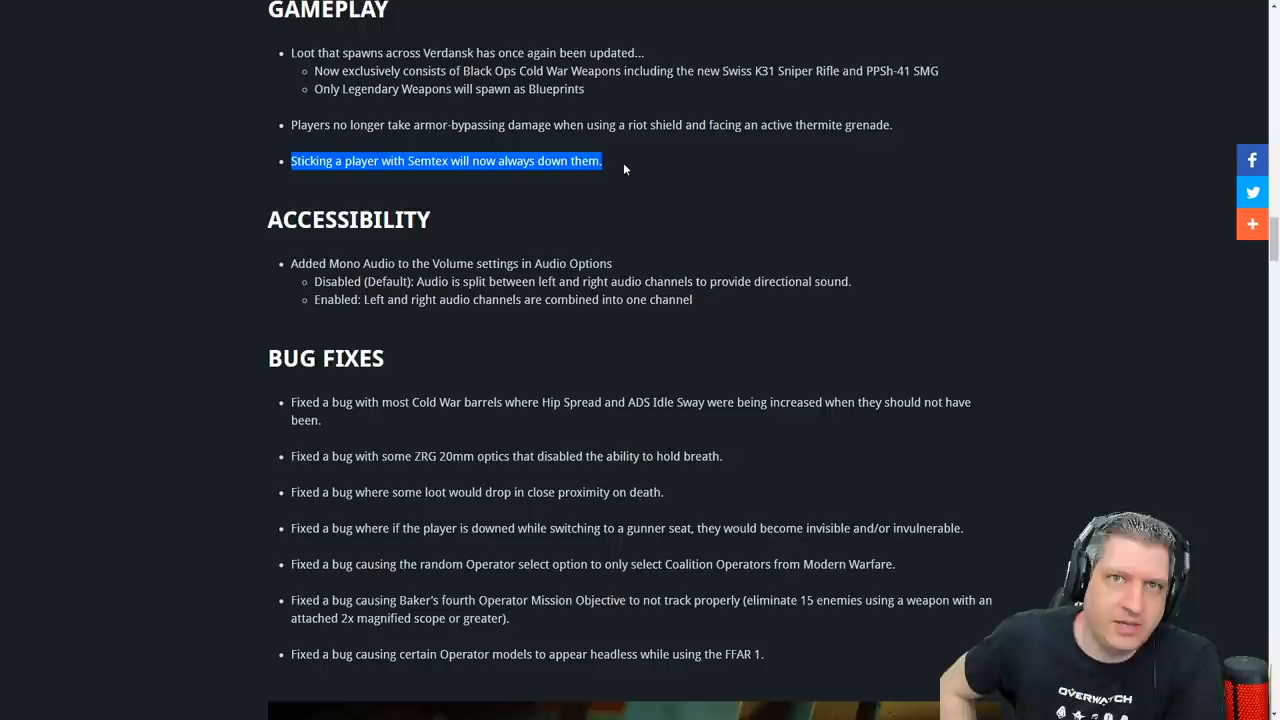 GAMEPLAY
Loot that spawns across Verdansk has once again been updated...
Now exclusively consists of Black Ops Cold War Weapons including the new Swiss K31 Sniper Rifle and PPSh-41 SMG
Only Legendary Weapons will spawn as Blueprints
Players no longer take armor-bypassing damage when using a riot shield and facing an active thermite grenade.
Sticking a player with Semtex will now always down them.
ACCESSIBILITY
Added Mono Audio to the Volume settings in Audio Options
Disabled (Default): Audio is split between left and right audio channels to provide directional sound.
Enabled: Left and right audio channels are combined into one channel
BUG FIXES
Fixed a bug with most Cold War barrels where Hip Spread and ADS Idle Sway were being increased when they should not have
been.
Fixed a bug with some ZRG 20mm optics that disabled the ability to hold breath.
Fixed a bug where some loot would drop in close proximity on death.
Fixed a bug where if the player is downed while switching to a gunner seat, they would become invisible and/or invulnerable.
Fixed a bug causing the random Operator select option to only select Coalition Operators from Modern Warfare.
Fixed a bug causing Baker's fourth Operator Mission Objective to not track properly (eliminate 15 enemies using a weapon with an
attached 2x magnified scope or greater).
Fixed a bug causing certain Operator models to appear headless while using the FFAR 1.
OVERWATCH